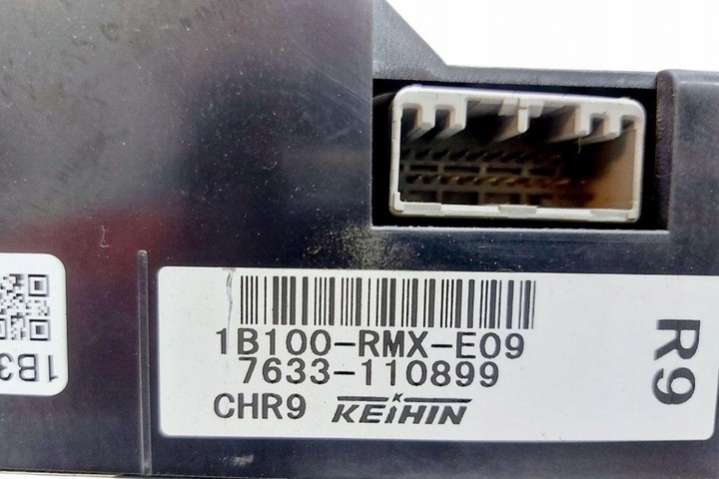 1B100-RMX-E09
7633-110899
CHR9 KEIHIN
R9
1B3